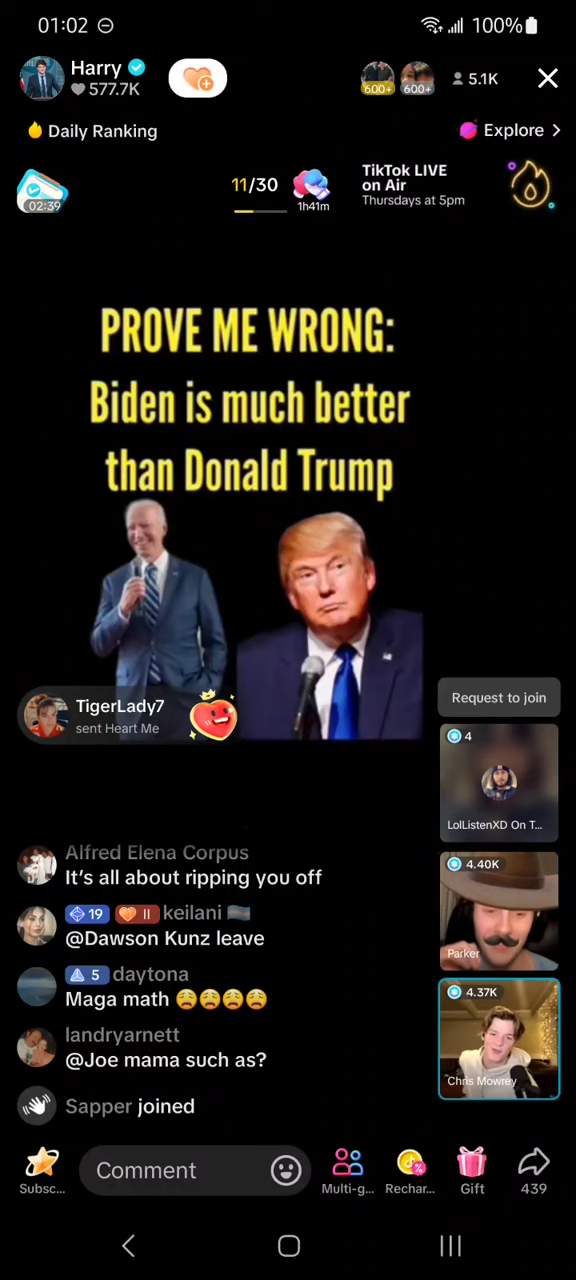 01:02
100%
Harry
577.7K
600+
600+
5.1K
Daily Ranking
Explore >
02:39
11/30
1h41m
TikTok LIVE
on Air
Thursdays at 5pm
PROVE ME WRONG:
Biden is much better
than Donald Trump
TigerLady7
sent Heart Me
Request to join
4
LolListenXD On T...
Alfred Elena Corpus
It's all about ripping you off
4.40K
Parker
19 II keilani 
@Dawson Kunz leave
5 daytona
Maga math 😩😩😩😩
4.37K
Chris Mowrey
landryarnett
@Joe mama such as?
Sapper joined
Subsc...
Comment
Multi-g...
Rechar...
Gift
439